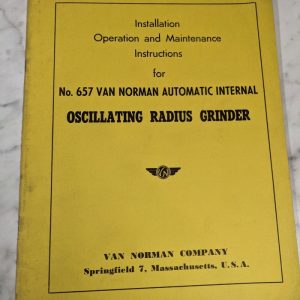 Installation
Operation and Maintenance
Instructions
for
No. 657 VAN NORMAN AUTOMATIC INTERNAL
OSCILLATING RADIUS GRINDER
VAN NORMAN COMPANY
Springfield 7, Massachusetts, U.S.A.